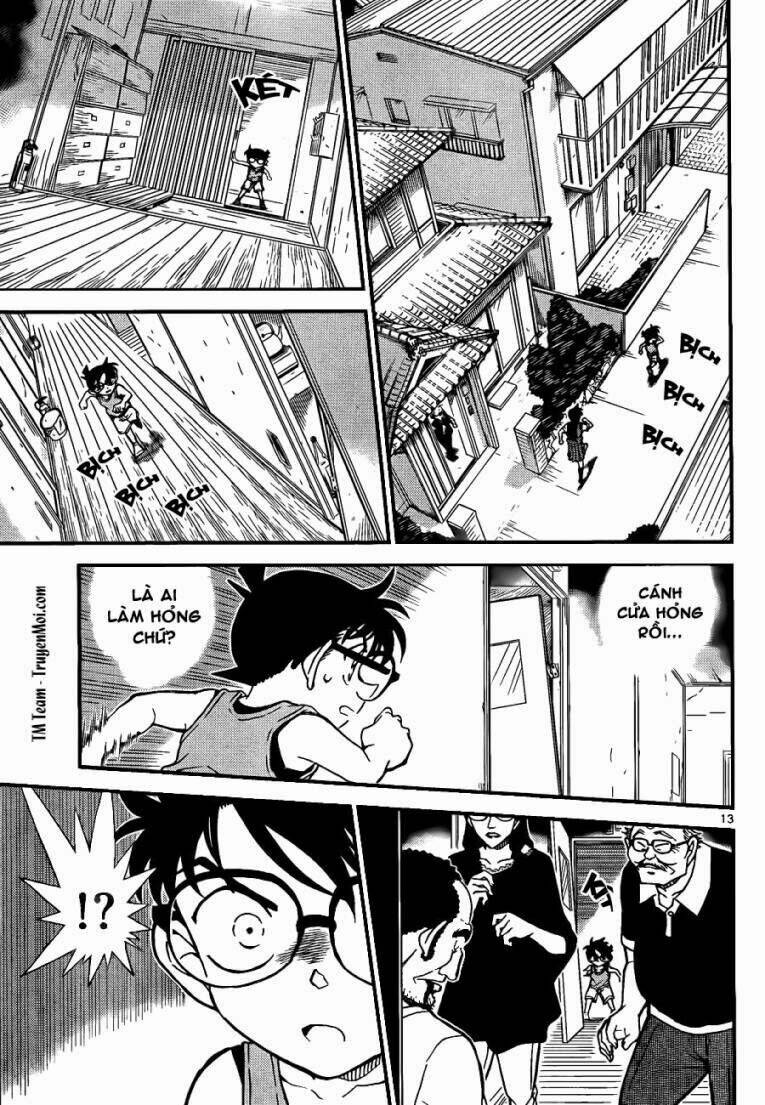 BỊCH
BỊCH
BỊCH
KÉT
BỊCH
BỊCH
BỊCH
CÁNH
CỬA HỎNG
RỒI...
LÀ AI
LÀM HỎNG
CHỨ?
TM Team - TruyenMoi.com
13
!?